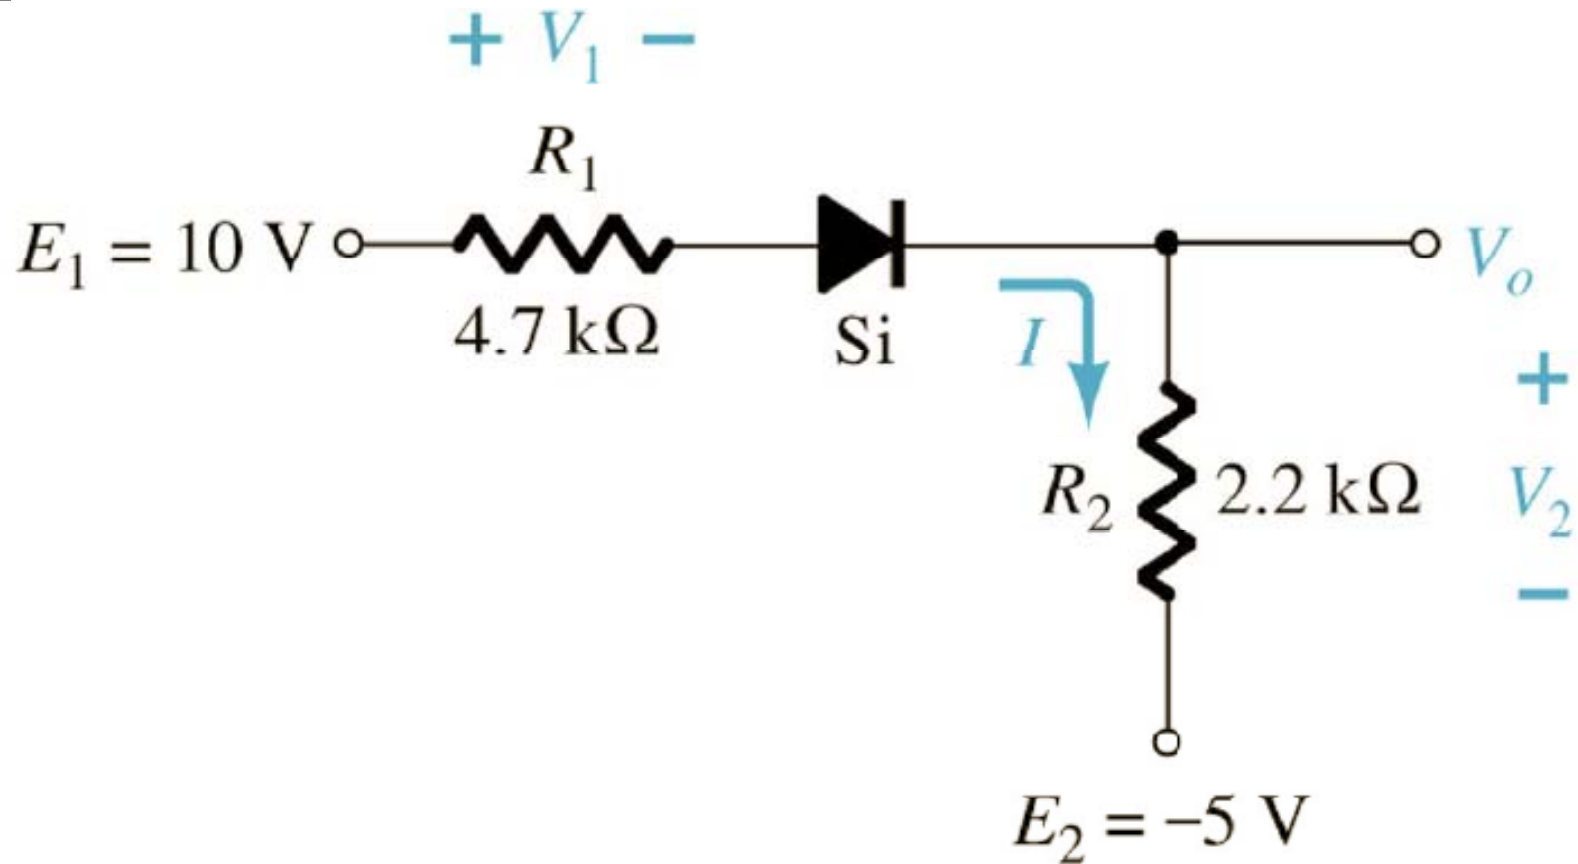 + V₁ −
R₁
E₁ = 10 V
4.7 kΩ
Si
I
Vₒ
+
R₂
2.2 kΩ
V₂
−
E₂ = −5 V